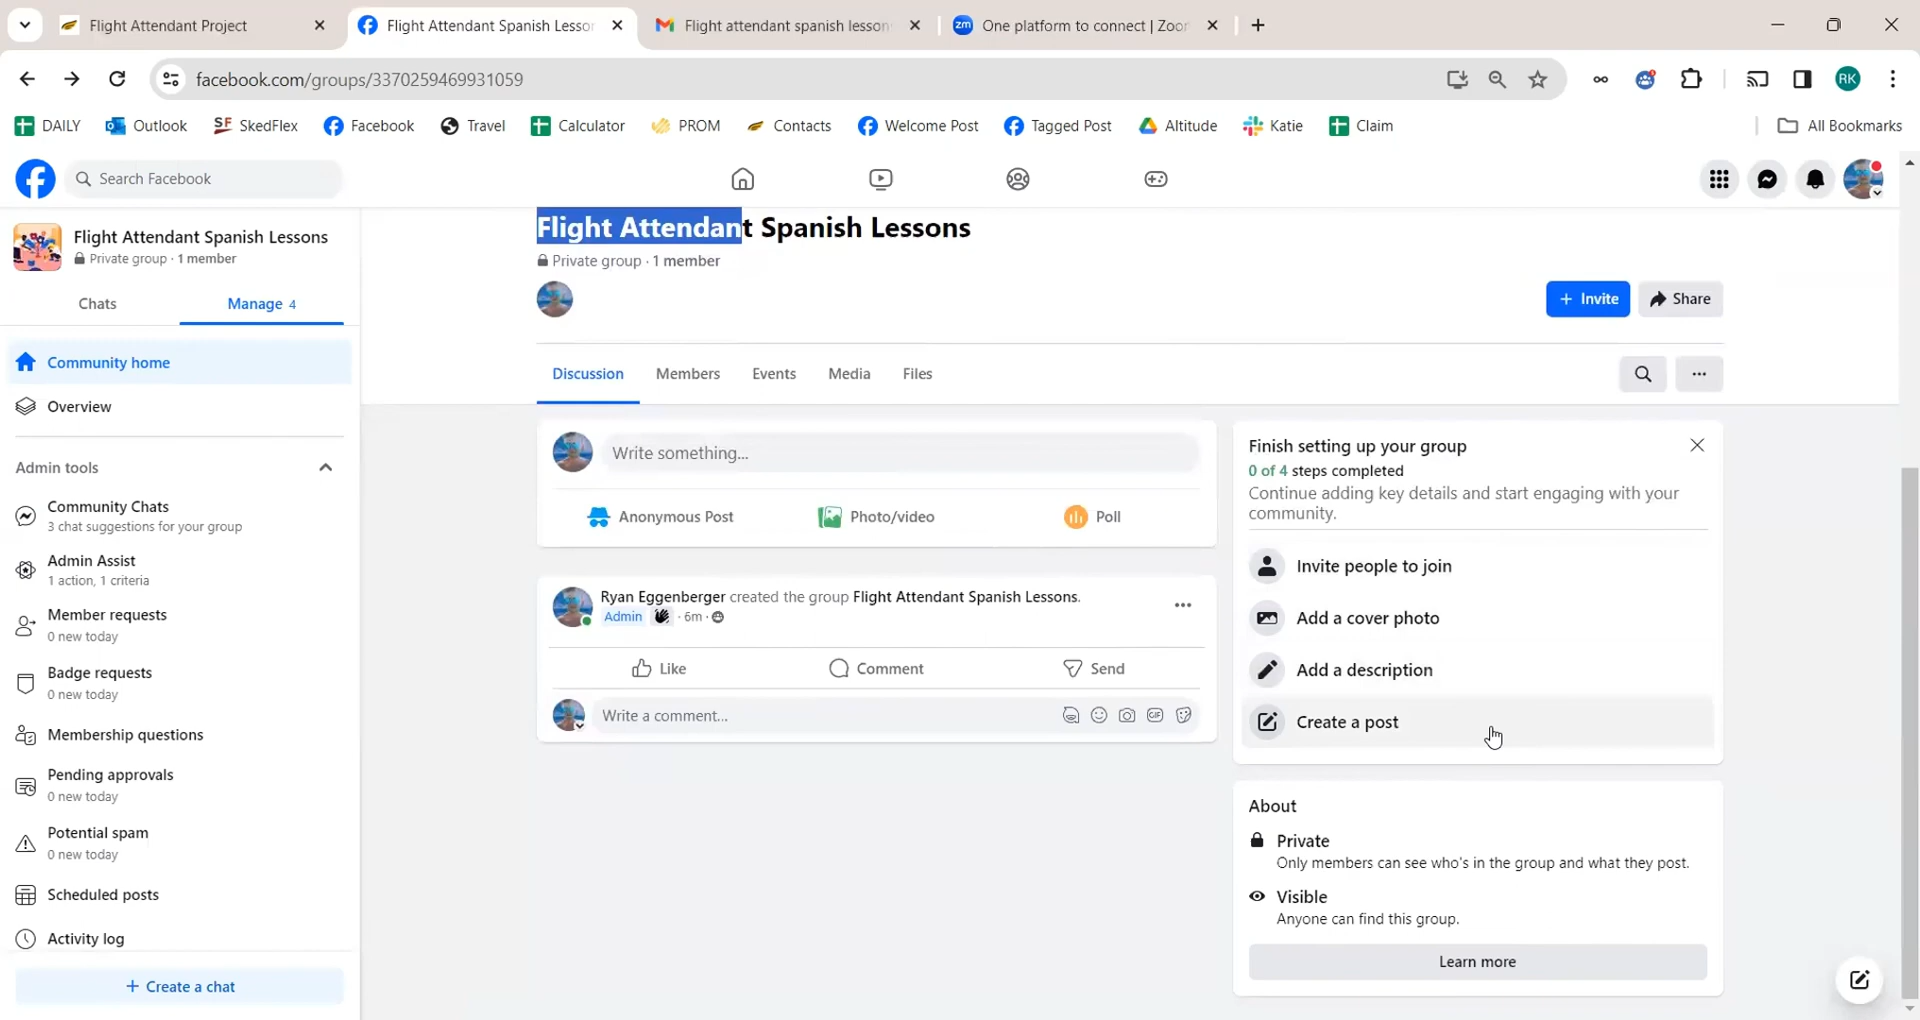 Flight Attendant Project
Flight Attendant Spanish Lesson
Flight attendant spanish lesson
zm One platform to connect | Zoom
facebook.com/groups/3370259469931059
RK
DAILY Outlook SkedFlex Facebook Travel Calculator PROM Contacts Welcome Post Tagged Post Altitude Katie Claim All Bookmarks
Search Facebook
Flight Attendant Spanish Lessons
Private group · 1 member
Chats Manage 4
Community home
Overview
Admin tools
Community Chats
3 chat suggestions for your group
Admin Assist
1 action, 1 criteria
Member requests
0 new today
Badge requests
0 new today
Membership questions
Pending approvals
0 new today
Potential spam
0 new today
Scheduled posts
Activity log
+ Create a chat
Flight Attendant Spanish Lessons
Private group · 1 member
+ Invite Share
Discussion Members Events Media Files
Write something...
Anonymous Post Photo/video Poll
Ryan Eggenberger created the group Flight Attendant Spanish Lessons.
Admin · 6m ·
Like Comment Send
Write a comment...
GIF
Finish setting up your group
0 of 4 steps completed
Continue adding key details and start engaging with your
community.
Invite people to join
Add a cover photo
Add a description
Create a post
About
Private
Only members can see who's in the group and what they post.
Visible
Anyone can find this group.
Learn more